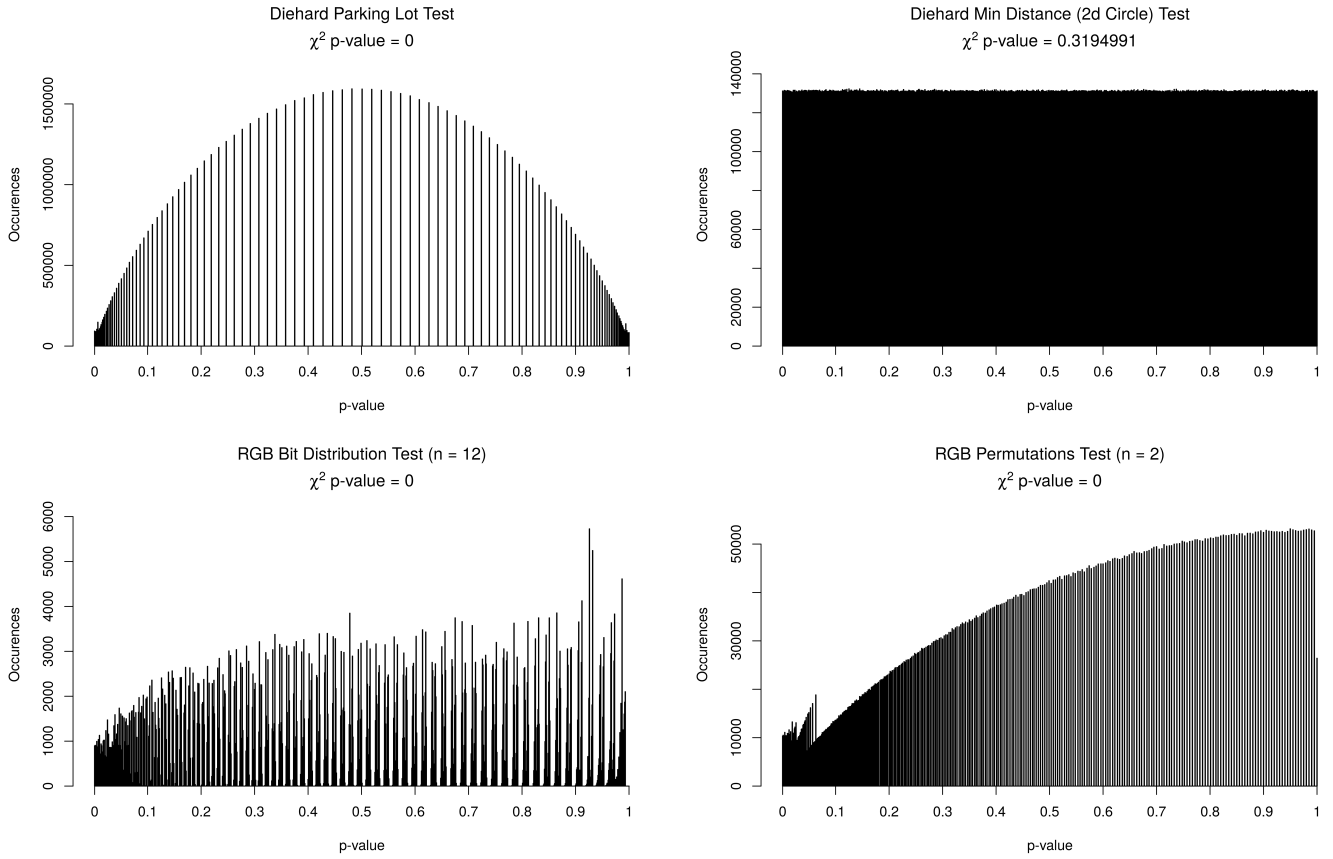 Diehard Parking Lot Test
χ² p-value = 0
Occurences
1500000
1000000
500000
0
0 0.1 0.2 0.3 0.4 0.5 0.6 0.7 0.8 0.9 1
p-value
Diehard Min Distance (2d Circle) Test
χ² p-value = 0.3194991
Occurences
140000
100000
60000
20000
0
0 0.1 0.2 0.3 0.4 0.5 0.6 0.7 0.8 0.9 1
p-value
RGB Bit Distribution Test (n = 12)
χ² p-value = 0
Occurences
6000
5000
4000
3000
2000
1000
0
0 0.1 0.2 0.3 0.4 0.5 0.6 0.7 0.8 0.9 1
p-value
RGB Permutations Test (n = 2)
χ² p-value = 0
Occurences
50000
30000
10000
0
0 0.1 0.2 0.3 0.4 0.5 0.6 0.7 0.8 0.9 1
p-value